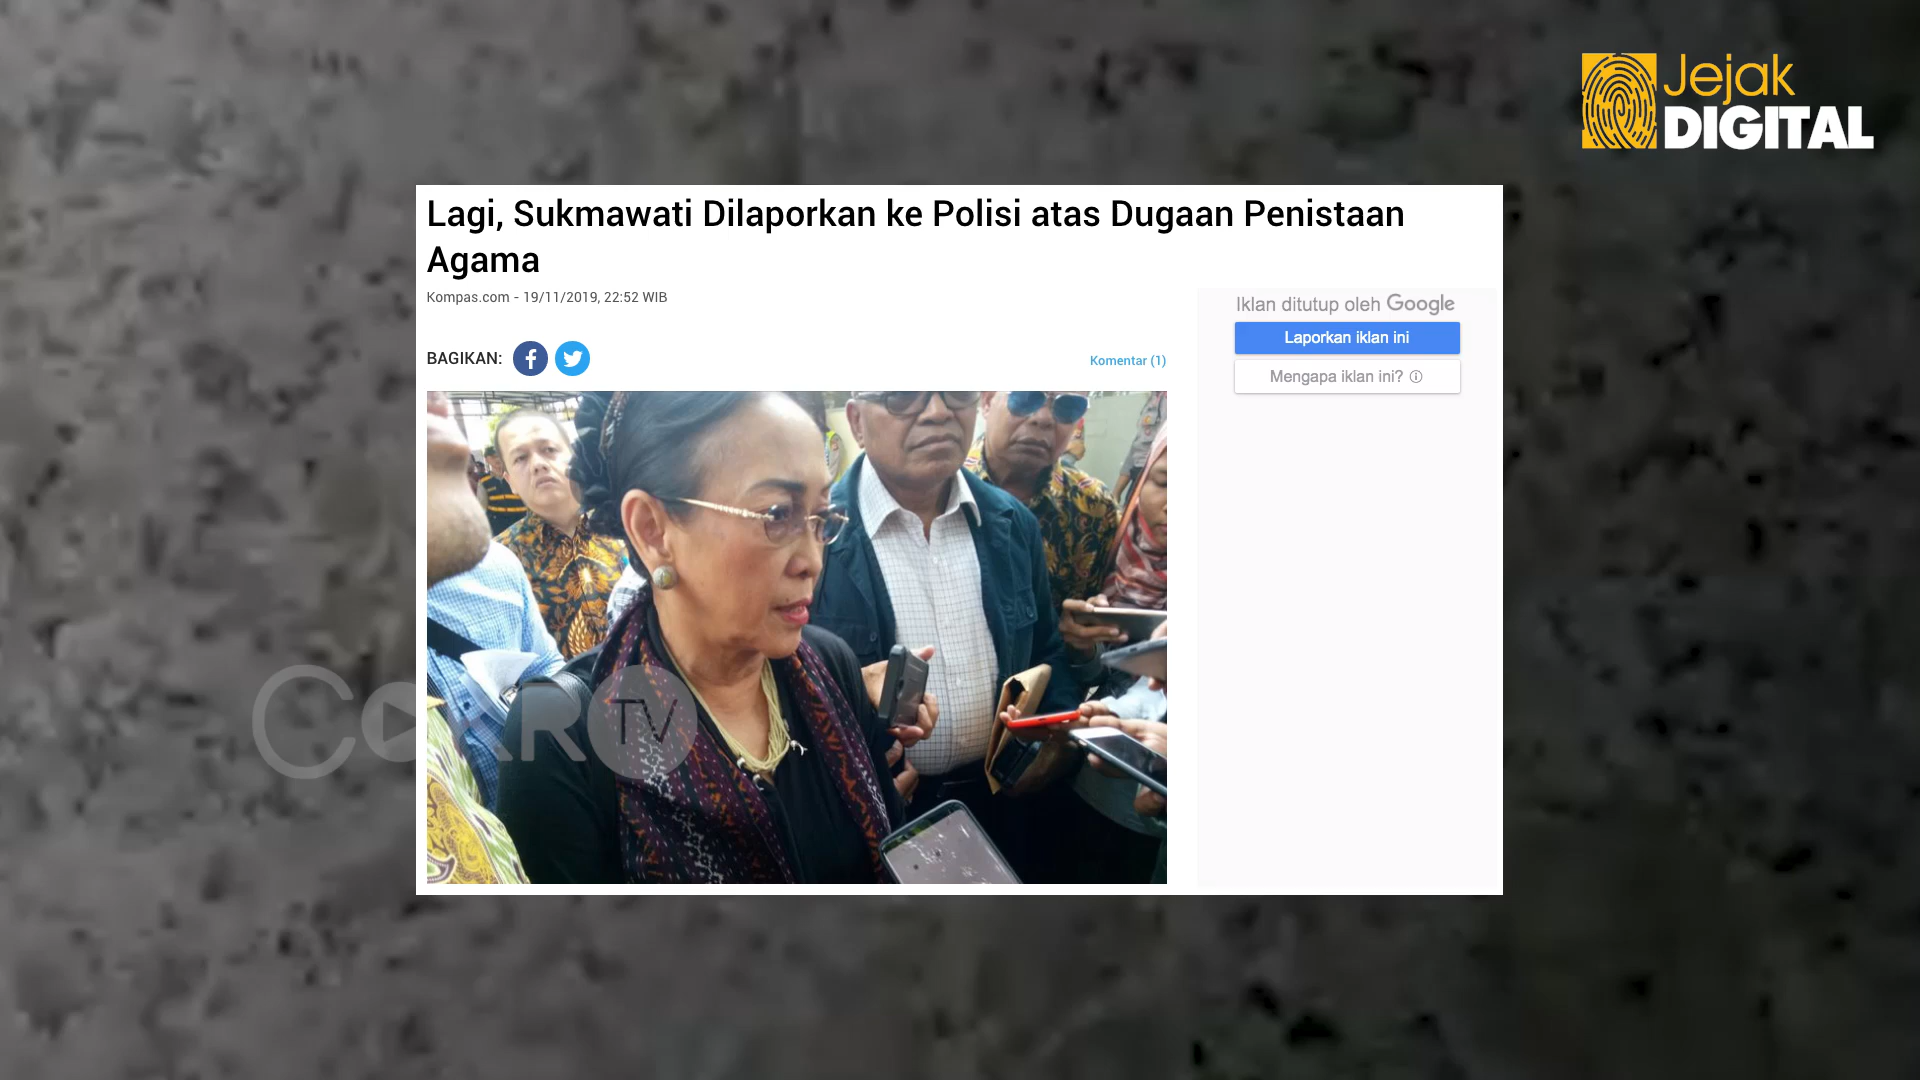 Jejak
DIGITAL
Lagi, Sukmawati Dilaporkan ke Polisi atas Dugaan Penistaan
Agama
Kompas.com - 19/11/2019, 22:52 WIB
Iklan ditutup oleh Google
Laporkan iklan ini
Mengapa iklan ini?
BAGIKAN:
Komentar (1)
COKRO TV